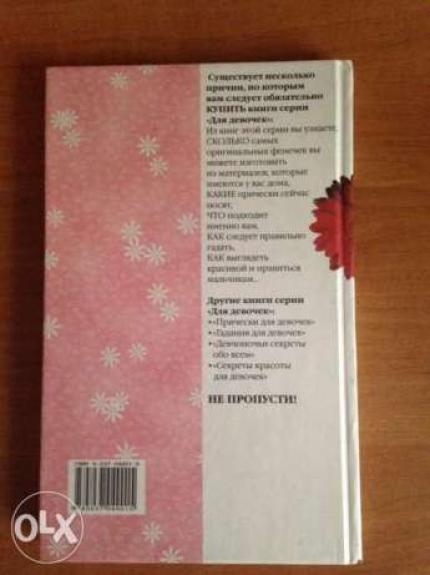 Существует несколько
причин, по которым
вам следует обязательно
КУПИТЬ книги серии
«Для девочек»:
Из книг этой серии вы узнаете,
СКОЛЬКО самых
оригинальных фенечек вы
можете изготовить
из материалов, которые
имеются у вас дома,
КАКИЕ прически сейчас
носят,
ЧТО подходит
именно вам,
КАК следует правильно
гадать,
КАК выглядеть
красивой и нравиться
мальчикам...
Другие книги серии
«Для девочек»:
•«Прически для девочек»
•«Гадания для девочек»
•«Девчоночьи секреты
обо всем»
•«Секреты красоты
для девочек»
НЕ ПРОПУСТИ!
ISBN
OLX